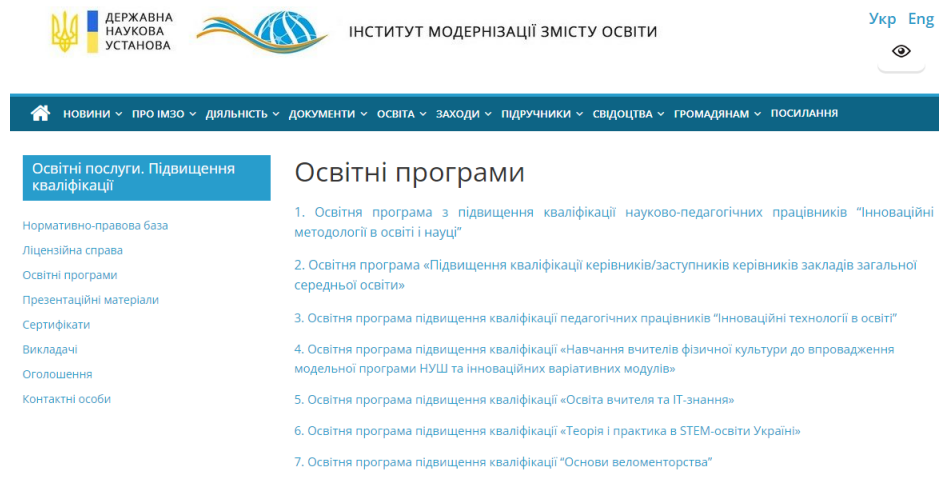 ДЕРЖАВНА
НАУКОВА
УСТАНОВА
ІНСТИТУТ МОДЕРНІЗАЦІЇ ЗМІСТУ ОСВІТИ
Укр Eng
НОВИНИ ПРО ІМЗО ДІЯЛЬНІСТЬ ДОКУМЕНТИ ОСВІТА ЗАХОДИ ПІДРУЧНИКИ СВІДОЦТВА ГРОМАДЯНАМ ПОСИЛАННЯ
Освітні послуги. Підвищення
кваліфікації
Нормативно-правова база
Ліцензійна справа
Освітні програми
Презентаційні матеріали
Сертифікати
Викладачі
Оголошення
Контактні особи
Освітні програми
1. Освітня програма з підвищення кваліфікації науково-педагогічних працівників “Інноваційні
методології в освіті і науці”
2. Освітня програма «Підвищення кваліфікації керівників/заступників керівників закладів загальної
середньої освіти»
3. Освітня програма підвищення кваліфікації педагогічних працівників “Інноваційні технології в освіті”
4. Освітня програма підвищення кваліфікації «Навчання вчителів фізичної культури до впровадження
модельної програми НУШ та інноваційних варіативних модулів»
5. Освітня програма підвищення кваліфікації «Освіта вчителя та ІТ-знання»
6. Освітня програма підвищення кваліфікації «Теорія і практика в STEM-освіти Україні»
7. Освітня програма підвищення кваліфікації “Основи веломенторства”